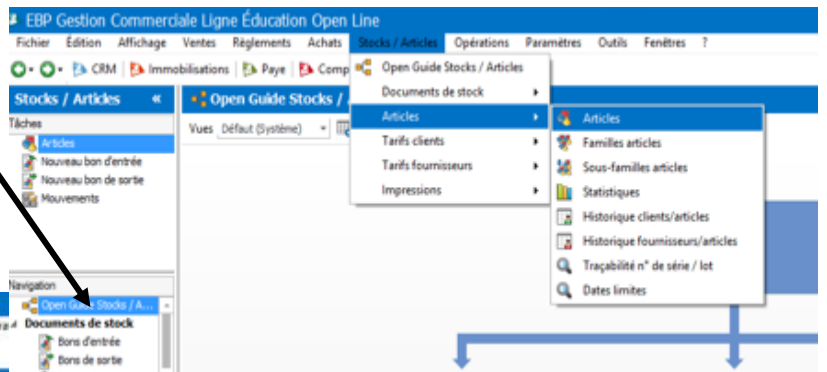 EBP Gestion Commerciale Ligne Éducation Open Line
Fichier Édition Affichage Ventes Règlements Achats Stocks / Articles Opérations Paramètres Outils Fenêtres ?
CRM Immobilisations Paye Comp
Open Guide Stocks / Articles
Documents de stock
Articles
Tarifs clients
Tarifs fournisseurs
Impressions
Articles
Familles articles
Sous-familles articles
Statistiques
Historique clients/articles
Historique fournisseurs/articles
Traçabilité n° de série / lot
Dates limites
Stocks / Articles «
Open Guide Stocks /
Tâches
Vues Défaut (Système)
Articles
Nouveau bon d'entrée
Nouveau bon de sortie
Mouvements
Navigation
Open Guide Stocks / A...
Documents de stock
Bons d'entrée
Bons de sortie